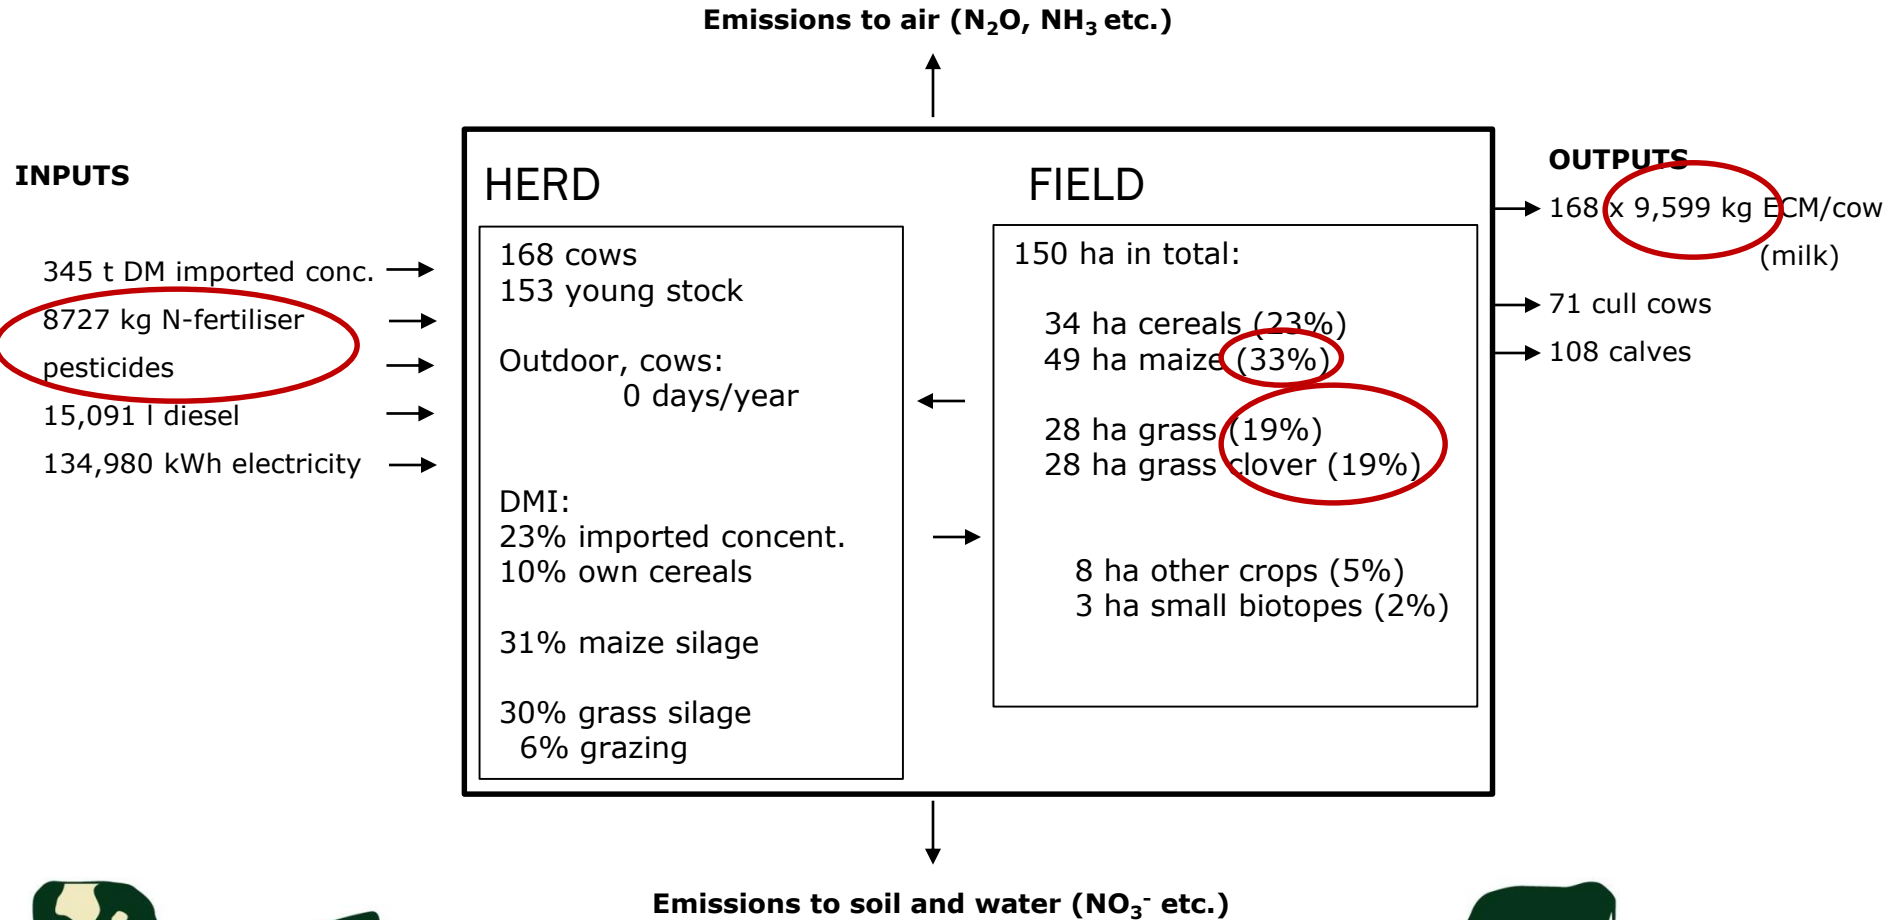 Emissions to air (N₂O, NH₃ etc.)
INPUTS
345 t DM imported conc.
8727 kg N-fertiliser
pesticides
15,091 l diesel
134,980 kWh electricity
HERD
168 cows
153 young stock
Outdoor, cows:
0 days/year
DMI:
23% imported concent.
10% own cereals
31% maize silage
30% grass silage
6% grazing
FIELD
150 ha in total:
34 ha cereals (23%)
49 ha maize (33%)
28 ha grass (19%)
28 ha grass clover (19%)
8 ha other crops (5%)
3 ha small biotopes (2%)
OUTPUTS
168 x 9,599 kg ECM/cow
(milk)
71 cull cows
108 calves
Emissions to soil and water (NO₃⁻ etc.)